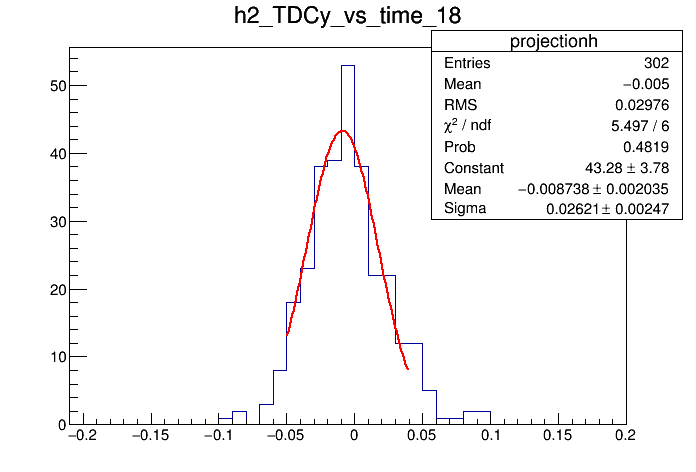 h2_TDCy_vs_time_18
projectionh
Entries 302
Mean −0.005
RMS 0.02976
χ² / ndf 5.497 / 6
Prob 0.4819
Constant 43.28 ± 3.78
Mean −0.008738 ± 0.002035
Sigma 0.02621 ± 0.00247
50
40
30
20
10
0
−0.2 −0.15 −0.1 −0.05 0 0.05 0.1 0.15 0.2